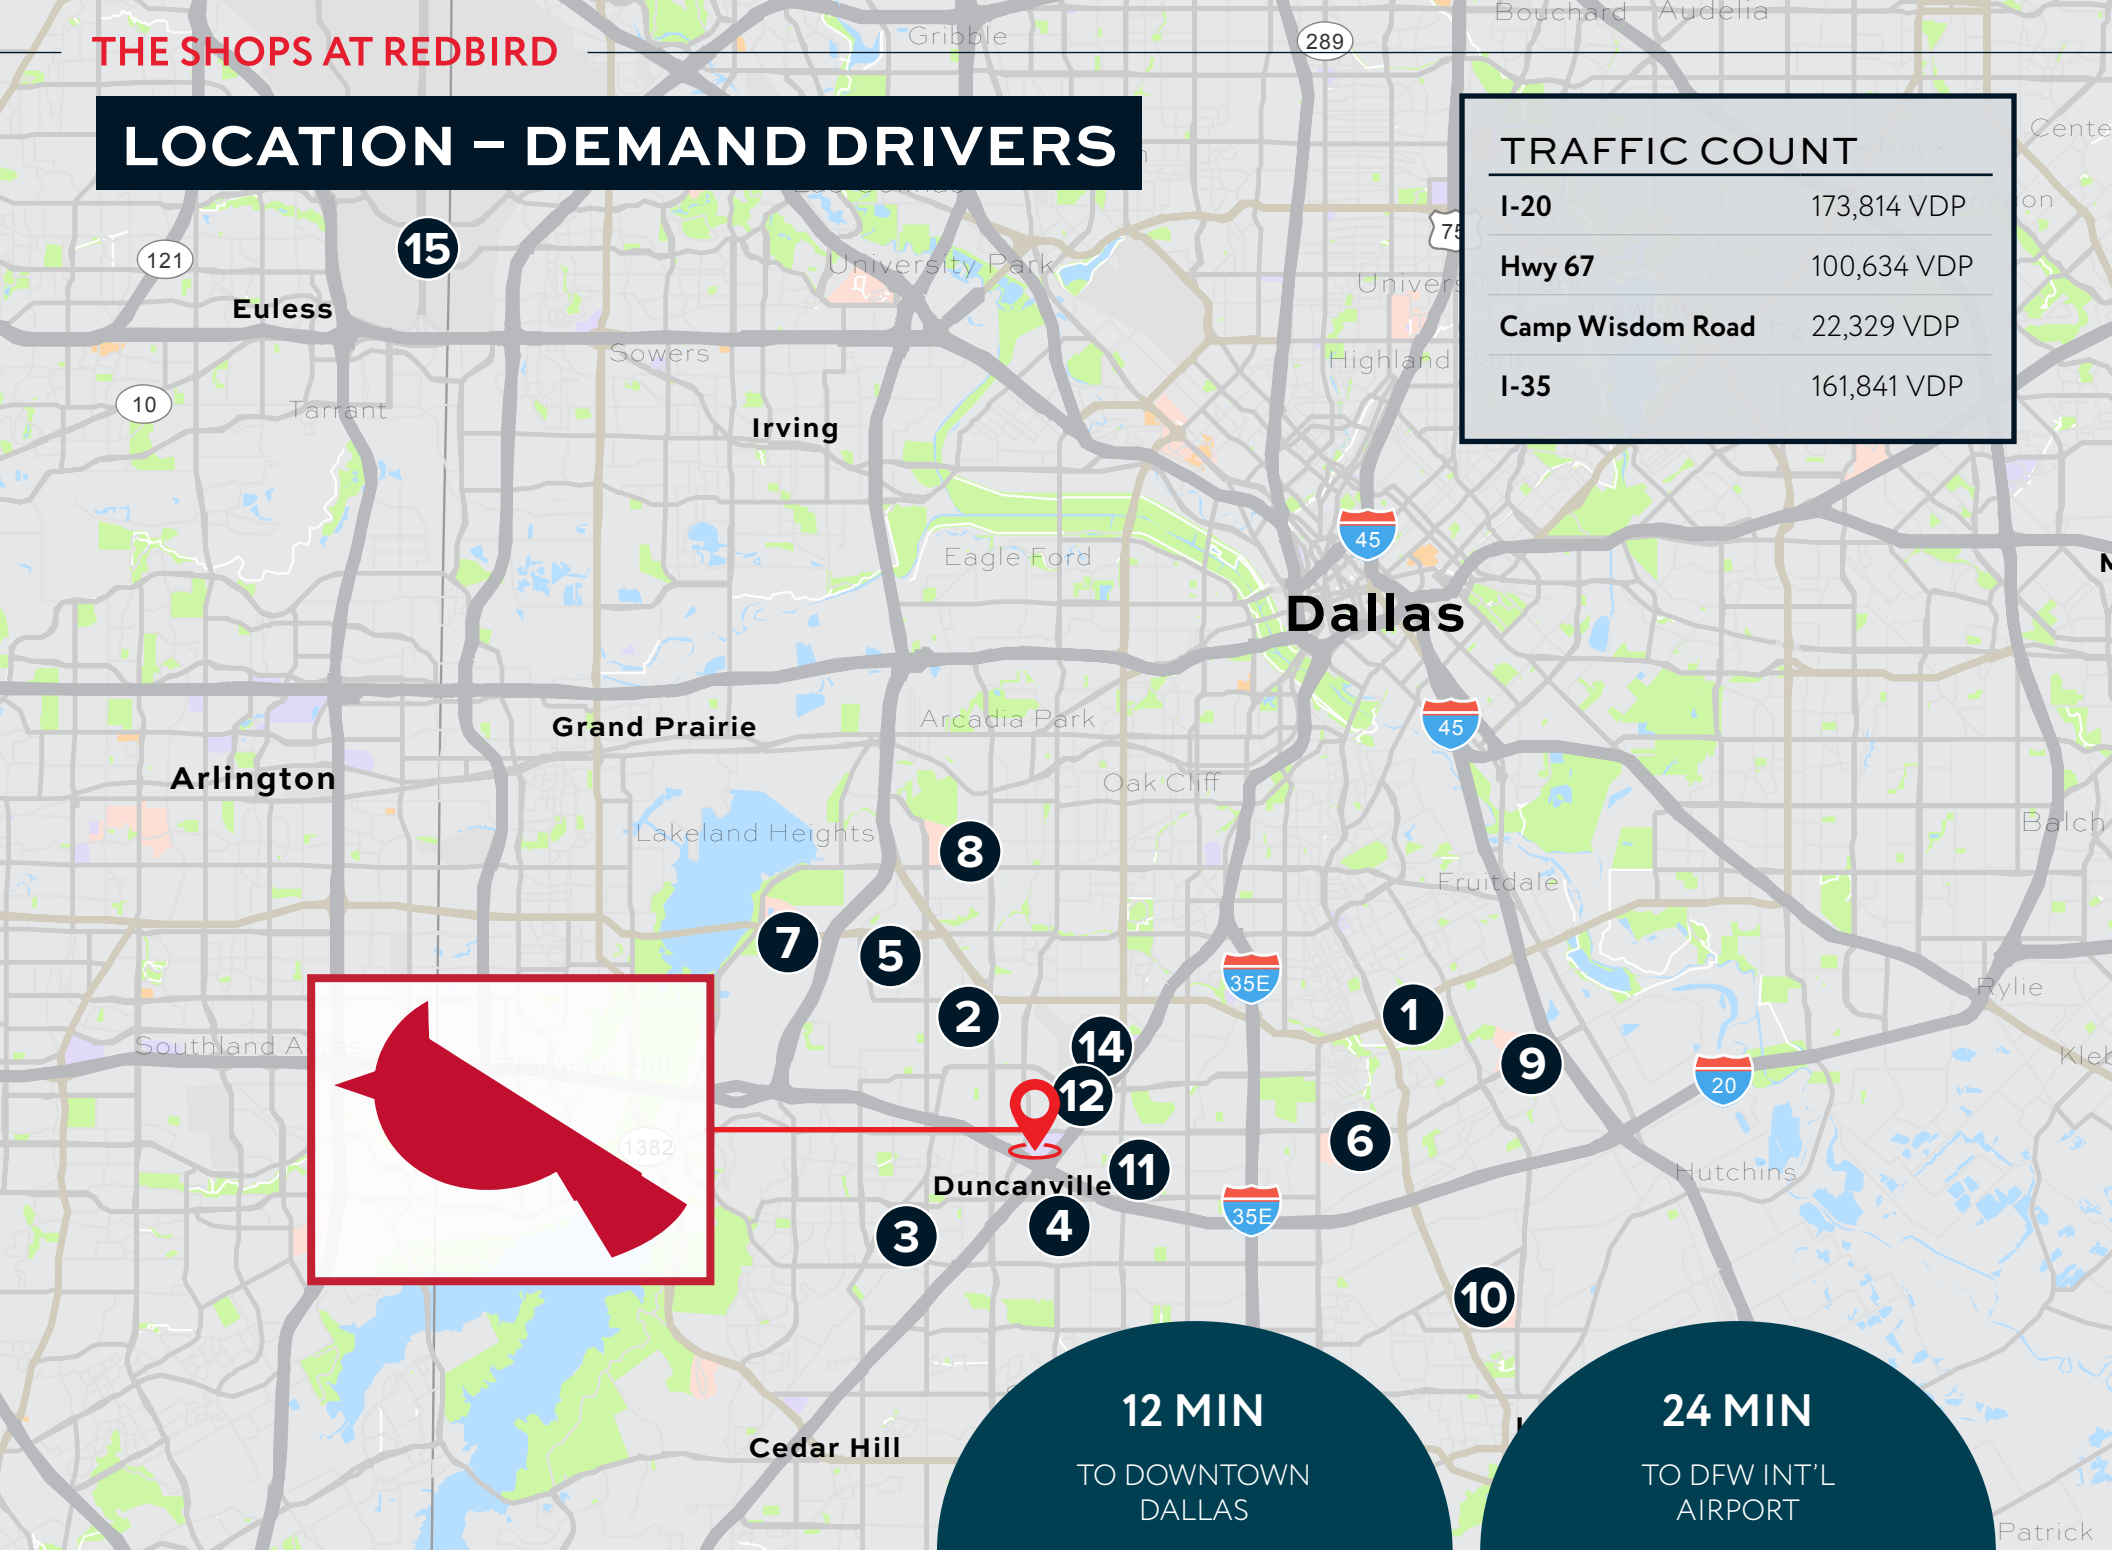 Bouchard
Audelia
Gribble
289
THE SHOPS AT REDBIRD
LOCATION – DEMAND DRIVERS
TRAFFIC COUNT
I-20 173,814 VDP
Hwy 67 100,634 VDP
Camp Wisdom Road 22,329 VDP
I-35 161,841 VDP
15
121
Euless
University Park
Sowers
10
Tarrant
Irving
45
Eagle Ford
Dallas
45
Grand Prairie
Arcadia Park
Arlington
Oak Cliff
Lakeland Heights
8
Fruitdale
7
5
35E
2
1
Rylie
14
9
12
20
1382
6
11
Hutchins
Duncanville
35E
3
4
10
Cedar Hill
12 MIN
TO DOWNTOWN
DALLAS
24 MIN
TO DFW INT'L
AIRPORT
Patrick